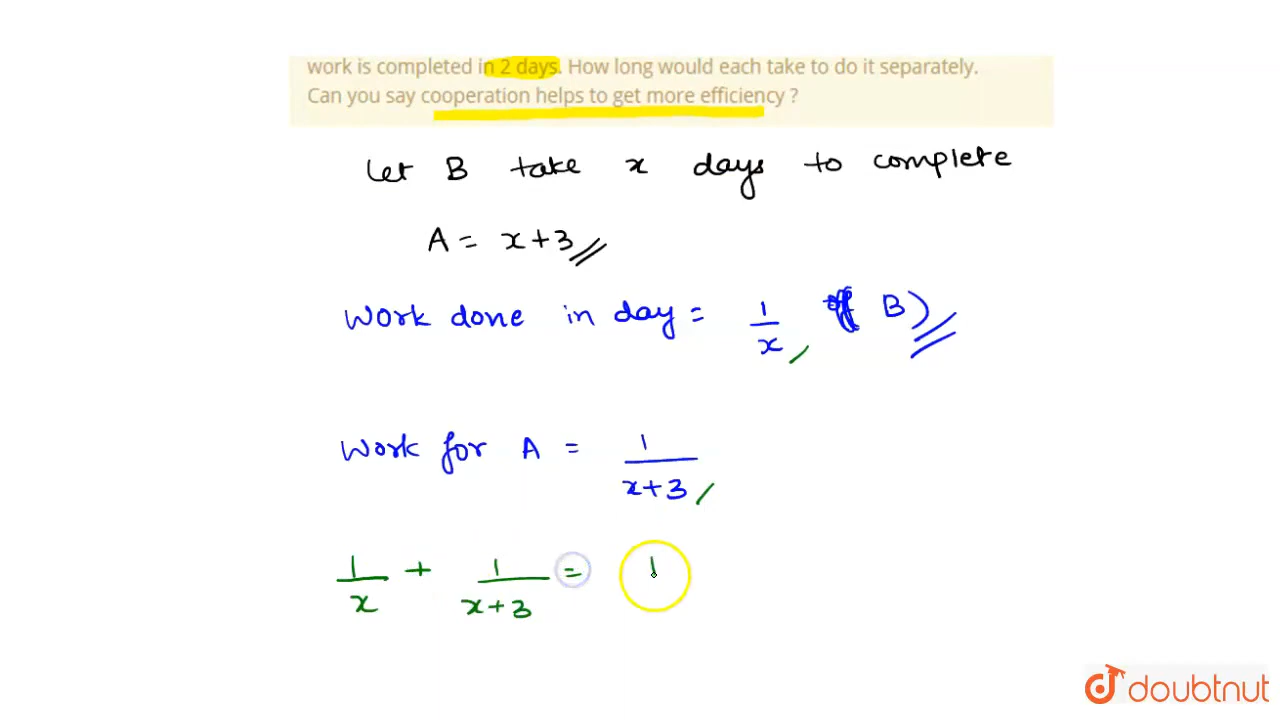 work is completed in 2 days. How long would each take to do it separately.
Can you say cooperation helps to get more efficiency ?
Let B take x days to complete
A = x+3
Work done in day = 1/x of B)
Work for A = 1/(x+3)
1/x + 1/(x+3) = 1
doubtnut